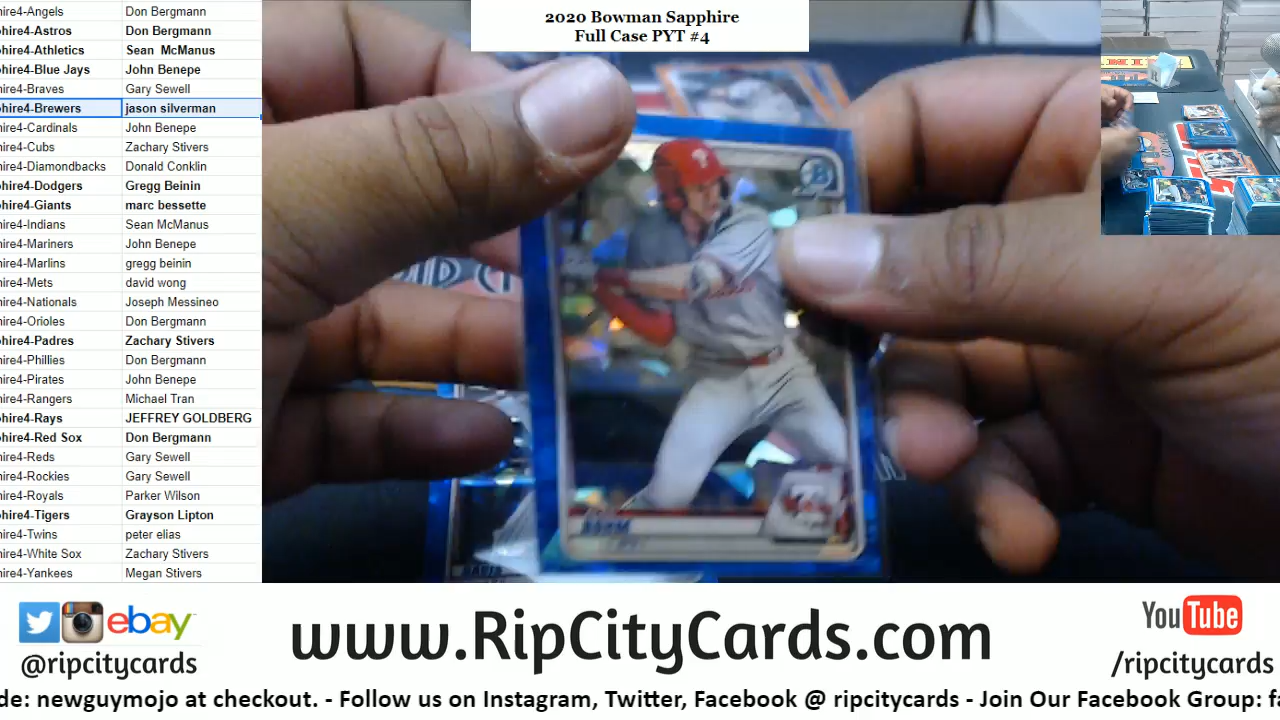 2020 Bowman Sapphire
Full Case PYT #4
hire4-Angels Don Bergmann
hire4-Astros Don Bergmann
hire4-Athletics Sean McManus
hire4-Blue Jays John Benepe
hire4-Braves Gary Sewell
hire4-Brewers jason silverman
hire4-Cardinals John Benepe
hire4-Cubs Zachary Stivers
hire4-Diamondbacks Donald Conklin
hire4-Dodgers Gregg Beinin
hire4-Giants marc bessette
hire4-Indians Sean McManus
hire4-Mariners John Benepe
hire4-Marlins gregg beinin
hire4-Mets david wong
hire4-Nationals Joseph Messineo
hire4-Orioles Don Bergmann
hire4-Padres Zachary Stivers
hire4-Phillies Don Bergmann
hire4-Pirates John Benepe
hire4-Rangers Michael Tran
hire4-Rays JEFFREY GOLDBERG
hire4-Red Sox Don Bergmann
hire4-Reds Gary Sewell
hire4-Rockies Gary Sewell
hire4-Royals Parker Wilson
hire4-Tigers Grayson Lipton
hire4-Twins peter elias
hire4-White Sox Zachary Stivers
hire4-Yankees Megan Stivers
B
P
BOHM
ebay
@ripcitycards
www.RipCityCards.com
YouTube
/ripcitycards
de: newguymojo at checkout. - Follow us on Instagram, Twitter, Facebook @ ripcitycards - Join Our Facebook Group: fa